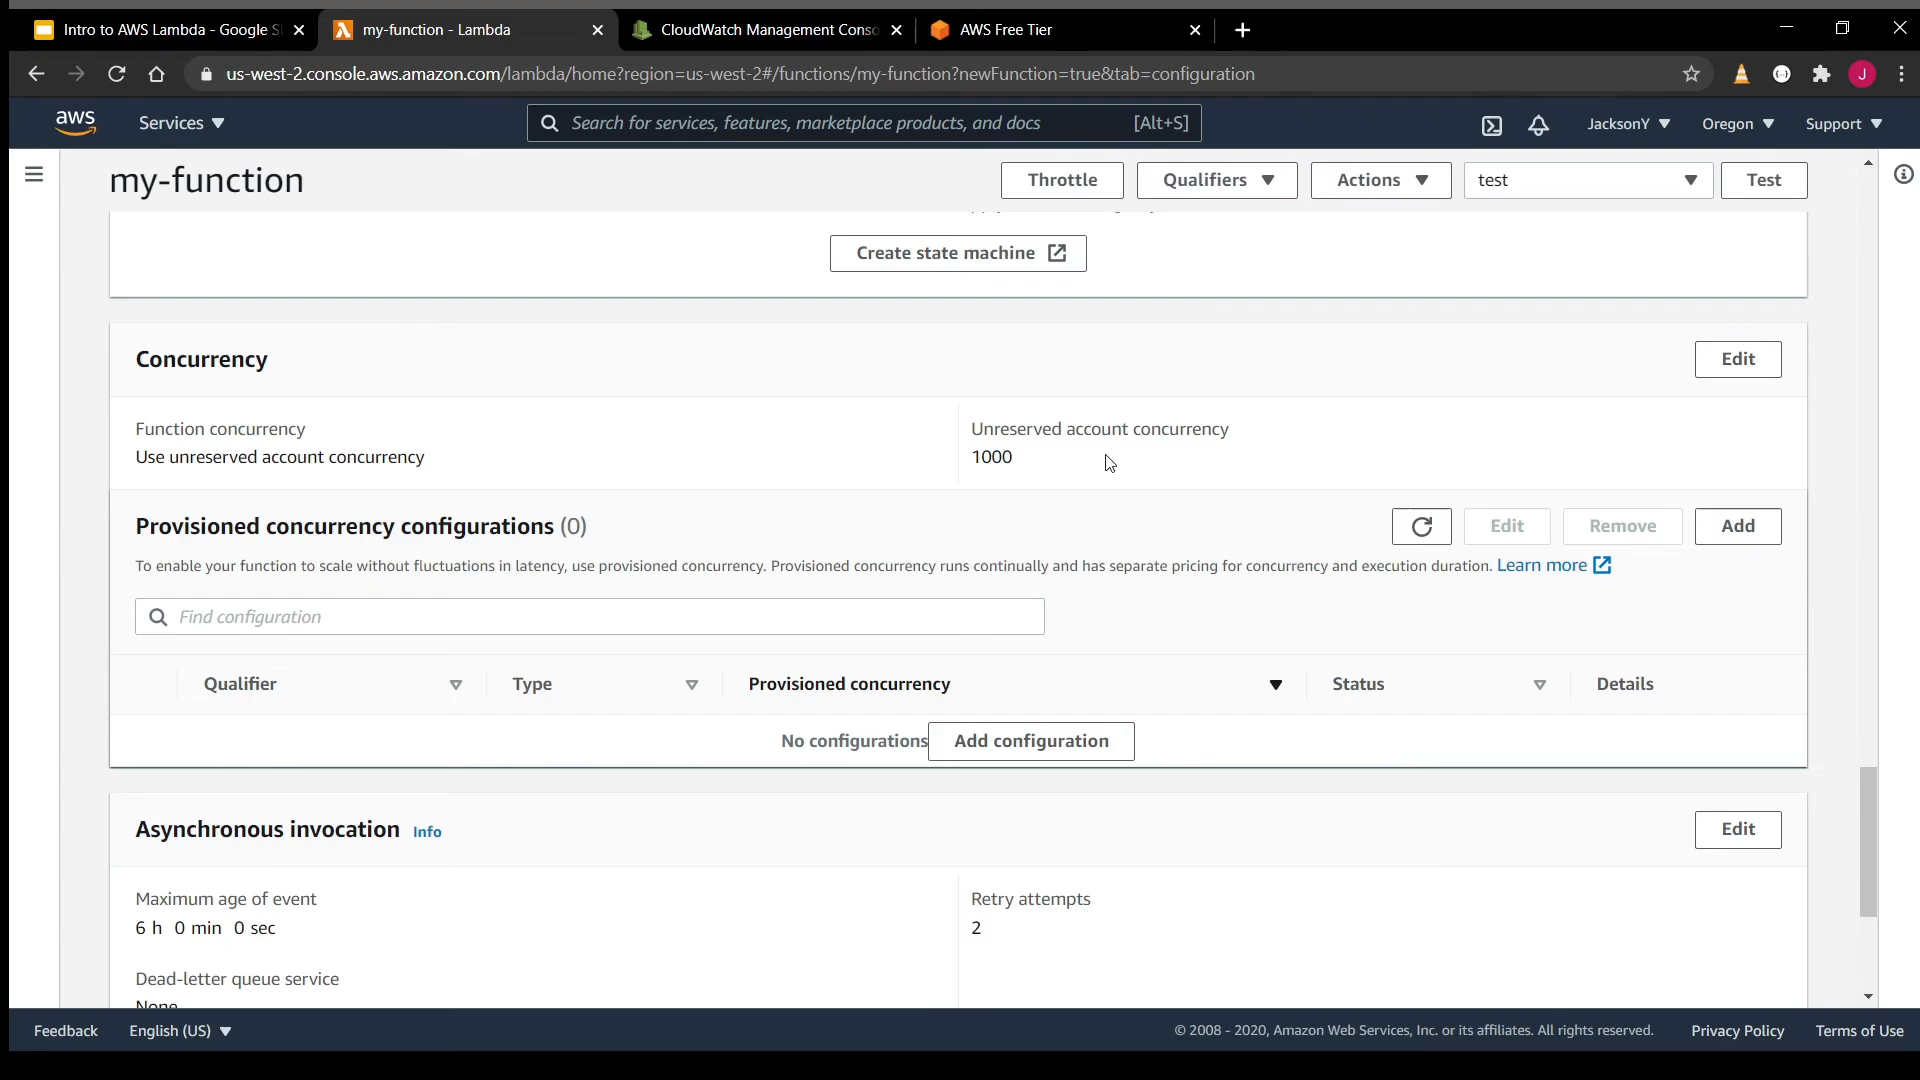 Intro to AWS Lambda - Google S
my-function - Lambda
CloudWatch Management Conso
AWS Free Tier
us-west-2.console.aws.amazon.com/lambda/home?region=us-west-2#/functions/my-function?newFunction=true&tab=configuration
J
aws
Services
Search for services, features, marketplace products, and docs
[Alt+S]
JacksonY
Oregon
Support
my-function
Throttle
Qualifiers
Actions
test
Test
Create state machine
Concurrency
Edit
Function concurrency
Use unreserved account concurrency
Unreserved account concurrency
1000
Provisioned concurrency configurations (0)
Edit
Remove
Add
To enable your function to scale without fluctuations in latency, use provisioned concurrency. Provisioned concurrency runs continually and has separate pricing for concurrency and execution duration. Learn more
Find configuration
Qualifier
Type
Provisioned concurrency
Status
Details
No configurations
Add configuration
Asynchronous invocation Info
Edit
Maximum age of event
6 h 0 min 0 sec
Retry attempts
2
Dead-letter queue service
None
Feedback
English (US)
© 2008 - 2020, Amazon Web Services, Inc. or its affiliates. All rights reserved.
Privacy Policy
Terms of Use